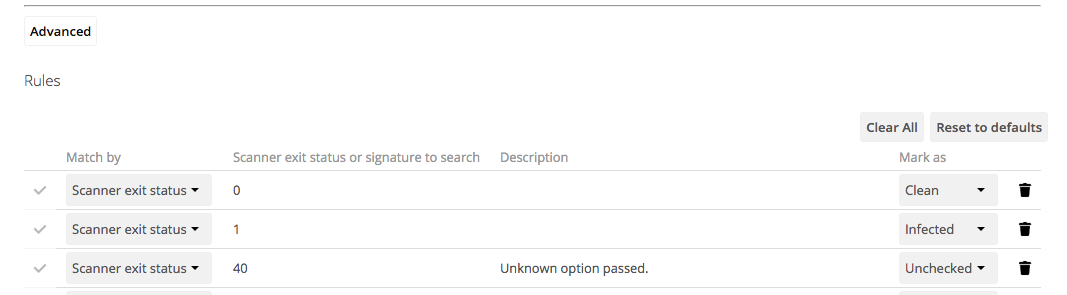 Advanced
Rules
Clear All Reset to defaults
Match by Scanner exit status or signature to search Description Mark as
Scanner exit status 0 Clean
Scanner exit status 1 Infected
Scanner exit status 40 Unknown option passed. Unchecked